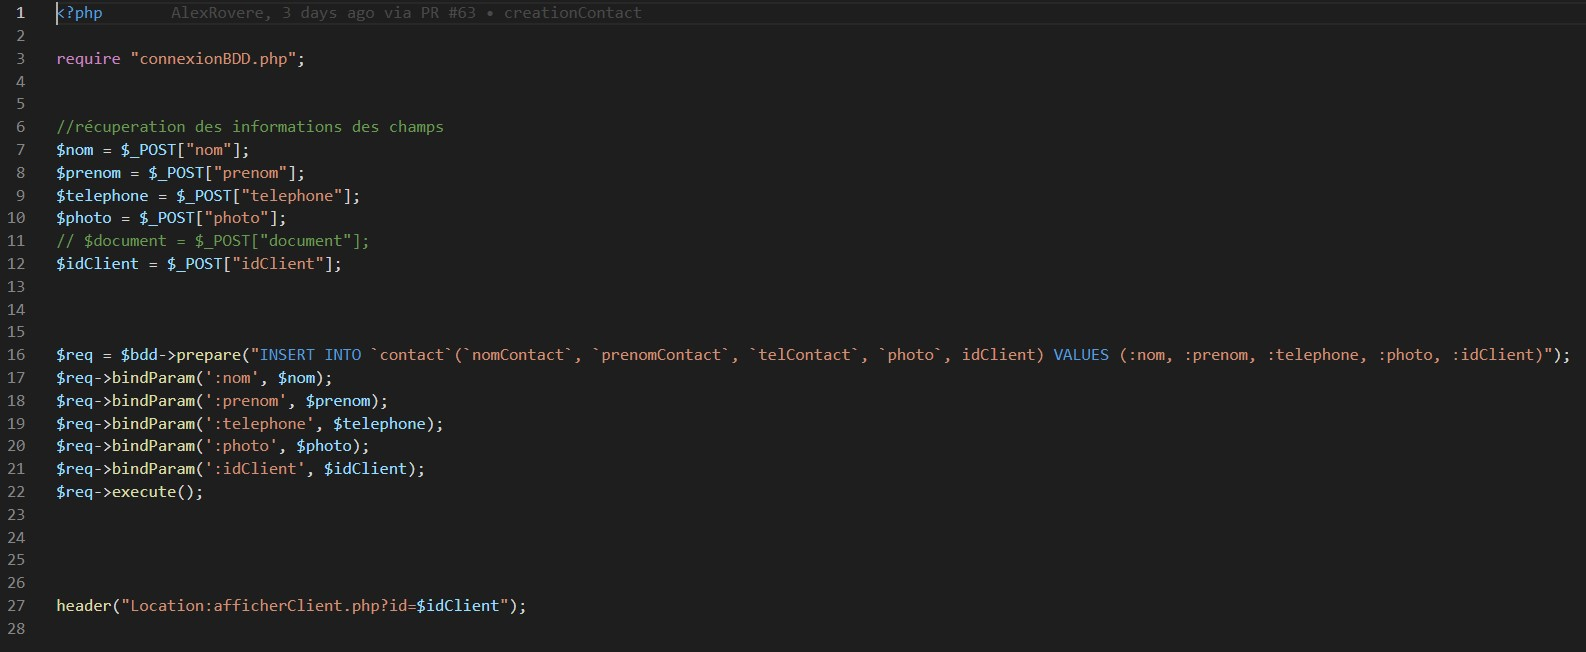 1 <?php AlexRovere, 3 days ago via PR #63 • creationContact
2
3 require "connexionBDD.php";
4
5
6 //récuperation des informations des champs
7 $nom = $_POST["nom"];
8 $prenom = $_POST["prenom"];
9 $telephone = $_POST["telephone"];
10 $photo = $_POST["photo"];
11 // $document = $_POST["document"];
12 $idClient = $_POST["idClient"];
13
14
15
16 $req = $bdd->prepare("INSERT INTO `contact`(`nomContact`, `prenomContact`, `telContact`, `photo`, idClient) VALUES (:nom, :prenom, :telephone, :photo, :idClient)");
17 $req->bindParam(':nom', $nom);
18 $req->bindParam(':prenom', $prenom);
19 $req->bindParam(':telephone', $telephone);
20 $req->bindParam(':photo', $photo);
21 $req->bindParam(':idClient', $idClient);
22 $req->execute();
23
24
25
26
27 header("Location:afficherClient.php?id=$idClient");
28